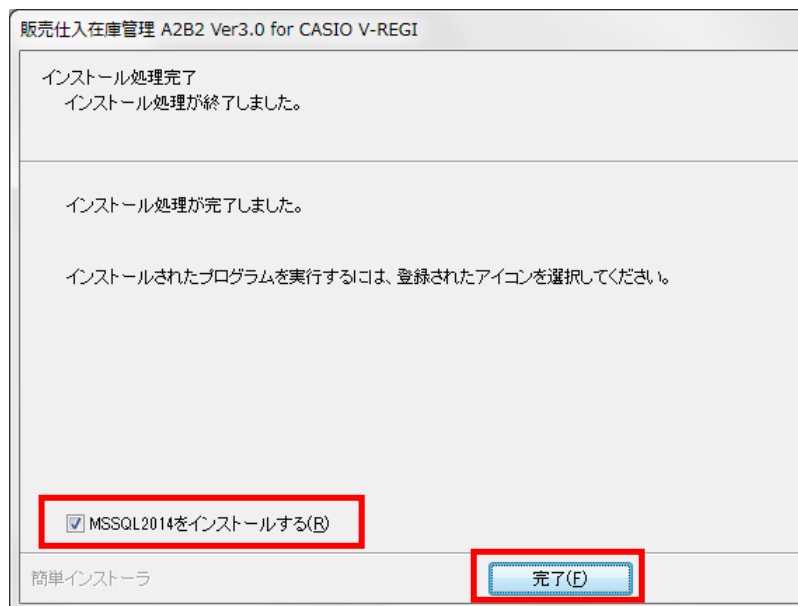 販売仕入在庫管理 A2B2 Ver3.0 for CASIO V-REGI
インストール処理完了
インストール処理が終了しました。
インストール処理が完了しました。
インストールされたプログラムを実行するには、登録されたアイコンを選択してください。
MSSQL2014をインストールする(R)
簡単インストーラ
完了(F)